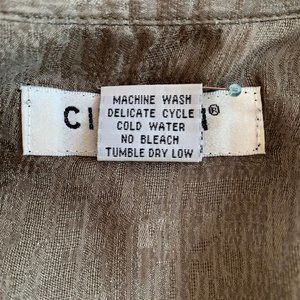 MACHINE WASH
DELICATE CYCLE
COLD WATER
NO BLEACH
TUMBLE DRY LOW